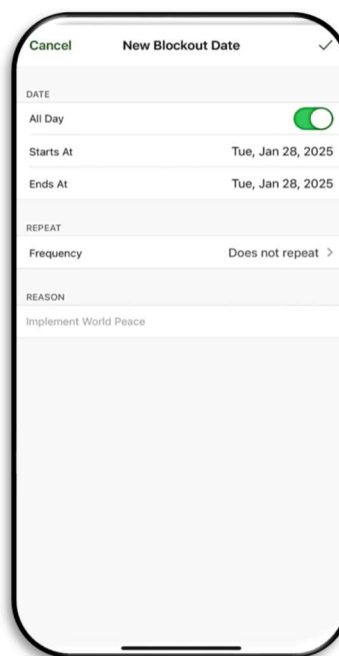 Cancel New Blockout Date
DATE
All Day
Starts At Tue, Jan 28, 2025
Ends At Tue, Jan 28, 2025
REPEAT
Frequency Does not repeat
REASON
Implement World Peace